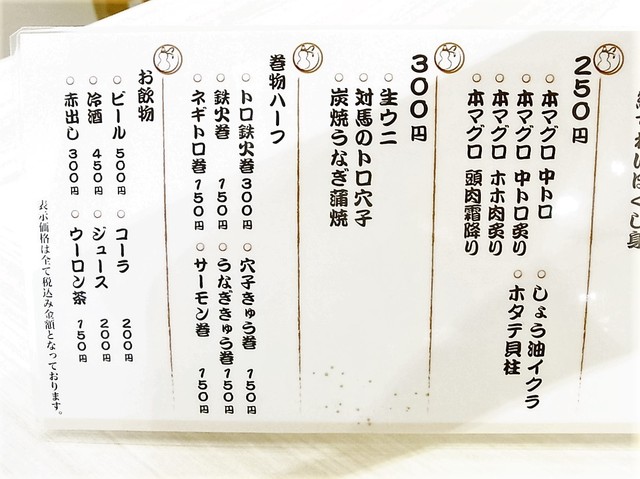 250円
本マグロ 中トロ
本マグロ 中トロ炙り
本マグロ ホホ肉炙り
本マグロ 頭肉霜降り
しょう油イクラ
ホタテ貝柱
300円
生ウニ
対馬のトロ穴子
炭焼うなぎ蒲焼
巻物ハーフ
トロ鉄火巻 300円
鉄火巻 150円
ネギトロ巻 150円
穴子きゅう巻 150円
うなぎきゅう巻 150円
サーモン巻 150円
お飲物
ビール 500円
冷酒 450円
赤出し 300円
コーラ 200円
ジュース 200円
ウーロン茶 150円
表示価格は全て税込み金額となっております。